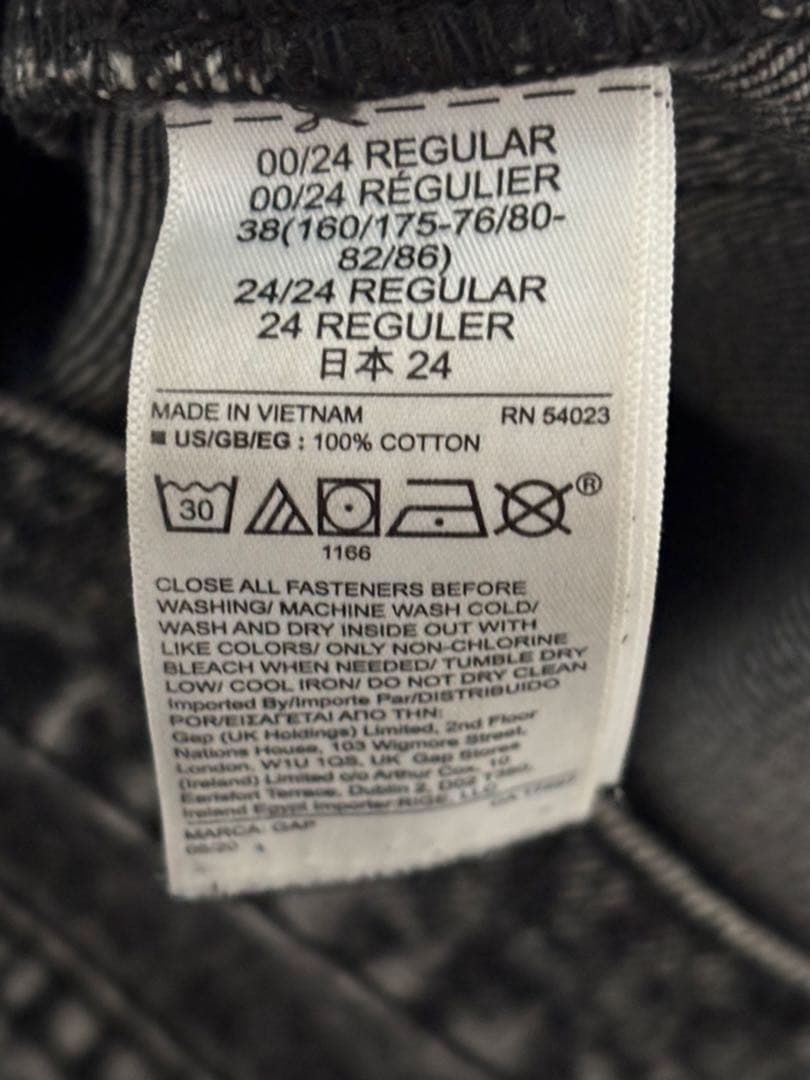 00/24 REGULAR
00/24 RÉGULIER
38(160/175-76/80-
82/86)
24/24 REGULAR
24 REGULER
日本 24
MADE IN VIETNAM RN 54023
US/GB/EG : 100% COTTON
30 ®
1166
CLOSE ALL FASTENERS BEFORE
WASHING/ MACHINE WASH COLD/
WASH AND DRY INSIDE OUT WITH
LIKE COLORS/ ONLY NON-CHLORINE
BLEACH WHEN NEEDED/ TUMBLE DRY
LOW/ COOL IRON/ DO NOT DRY CLEAN
Imported By/Importe Par/DISTRIBUIDO
POR/ΕΙΣΑΓΕΤΑΙ ΑΠΟ ΤΗΝ:
Gap (UK Holdings) Limited, 2nd Floor
Nations House, 103 Wigmore Street,
London, W1U 1QS, UK Gap Stores
(Ireland) Limited c/o Arthur Cox, 10
Earlsfort Terrace, Dublin 2, D02 T380,
Ireland Egypt Importer:RIGE, LLC
MARCA: GAP